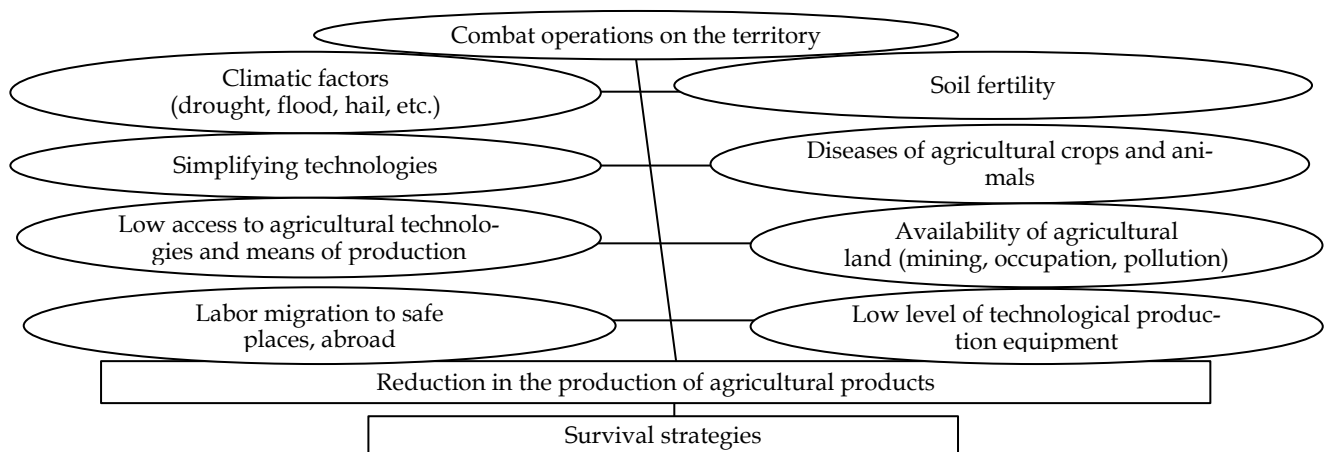 Combat operations on the territory
Climatic factors
(drought, flood, hail, etc.)
Soil fertility
Simplifying technologies
Diseases of agricultural crops and ani-
mals
Low access to agricultural technolo-
gies and means of production
Availability of agricultural
land (mining, occupation, pollution)
Labor migration to safe
places, abroad
Low level of technological produc-
tion equipment
Reduction in the production of agricultural products
Survival strategies